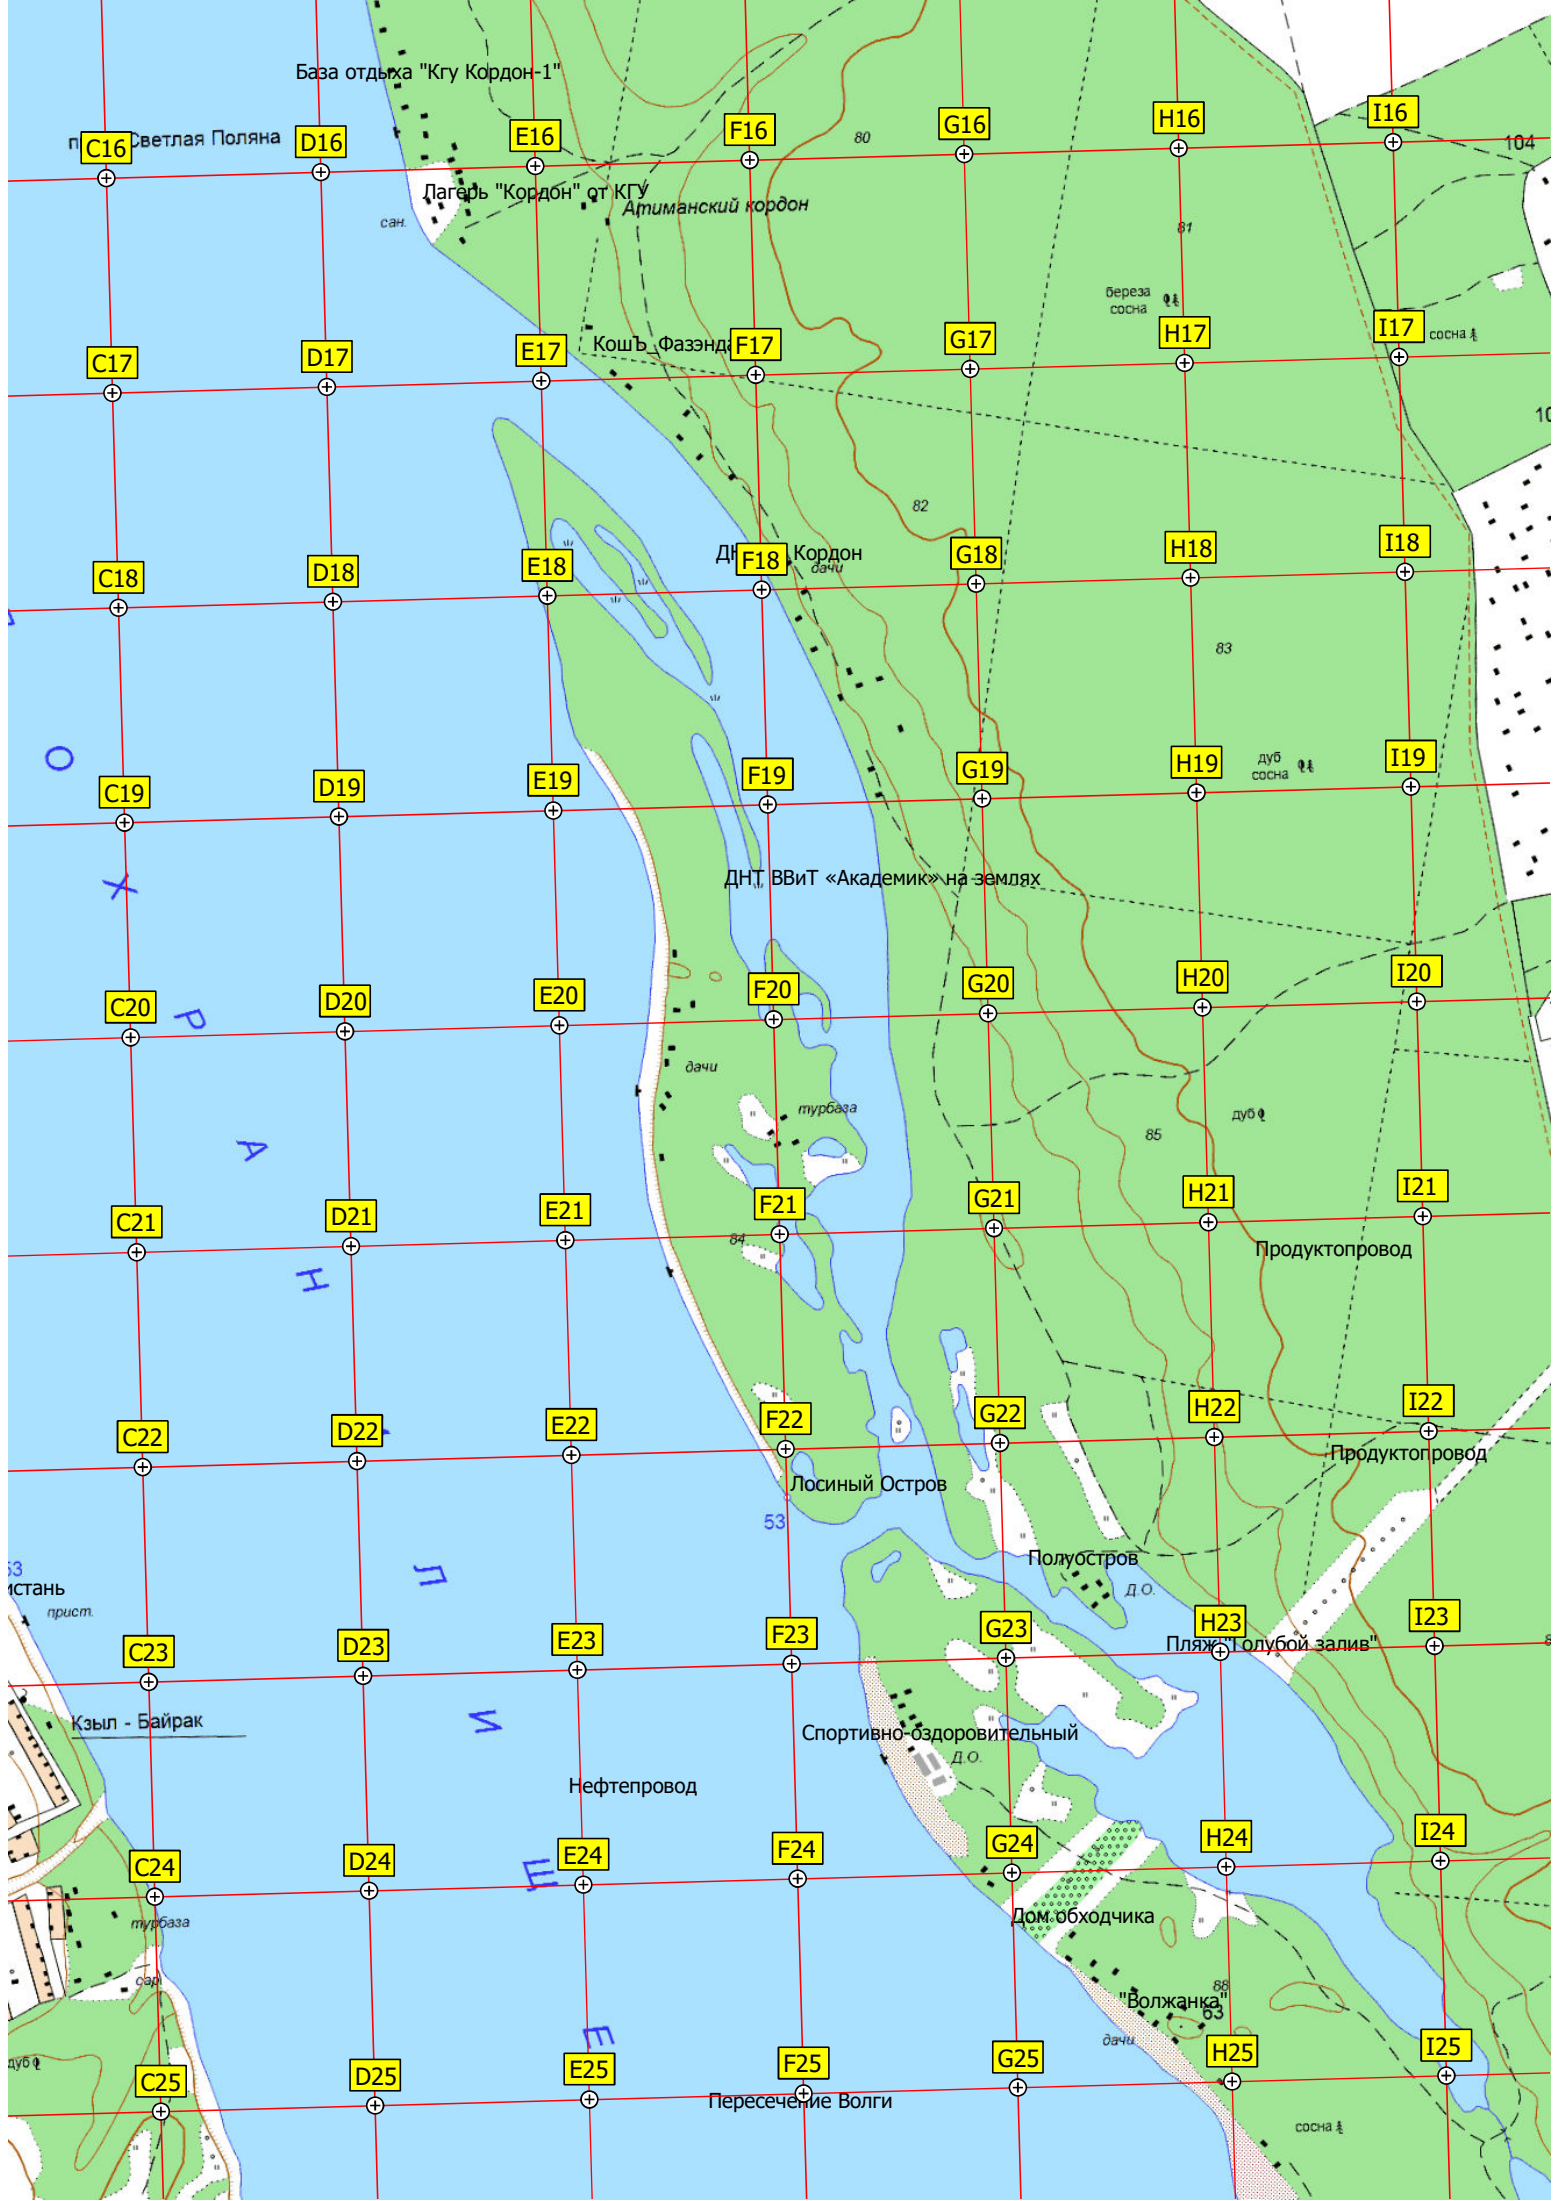 База отдыха "Кгу Кордон-1"
C16
Светлая Поляна
D16
E16
F16
80
G16
H16
I16
104
сан.
Лагерь "Кордон" от КГУ
Атиманский кордон
81
береза
сосна
C17
D17
E17
КошЪ_Фазэнда
F17
G17
H17
I17
сосна
82
C18
D18
E18
F18
Кордон
дачи
G18
H18
I18
83
О
C19
D19
E19
F19
G19
H19
дуб
сосна
I19
Х
ДНТ ВВиТ «Академик» на землях
C20
Р
D20
E20
F20
G20
H20
I20
дачи
турбаза
85
дуб
А
C21
D21
E21
F21
G21
H21
I21
84
Продуктопровод
Н
C22
D22
E22
F22
G22
H22
I22
Продуктопровод
Лосиный Остров
53
53
истань
прист.
Л
Полуостров
Д.О.
C23
D23
E23
F23
G23
H23
I23
Пляж "Голубой залив"
Кзыл - Байрак
И
Спортивно-оздоровительный
Д.О.
Нефтепровод
C24
D24
Щ
E24
F24
G24
H24
I24
турбаза
Дом обходчика
сар
88
"Волжанка"
63
дачи
Е
дуб
C25
D25
E25
F25
G25
H25
I25
Пересечение Волги
сосна